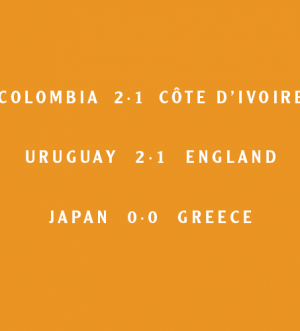 COLOMBIA 2·1 CÔTE D'IVOIRE
URUGUAY 2·1 ENGLAND
JAPAN 0·0 GREECE